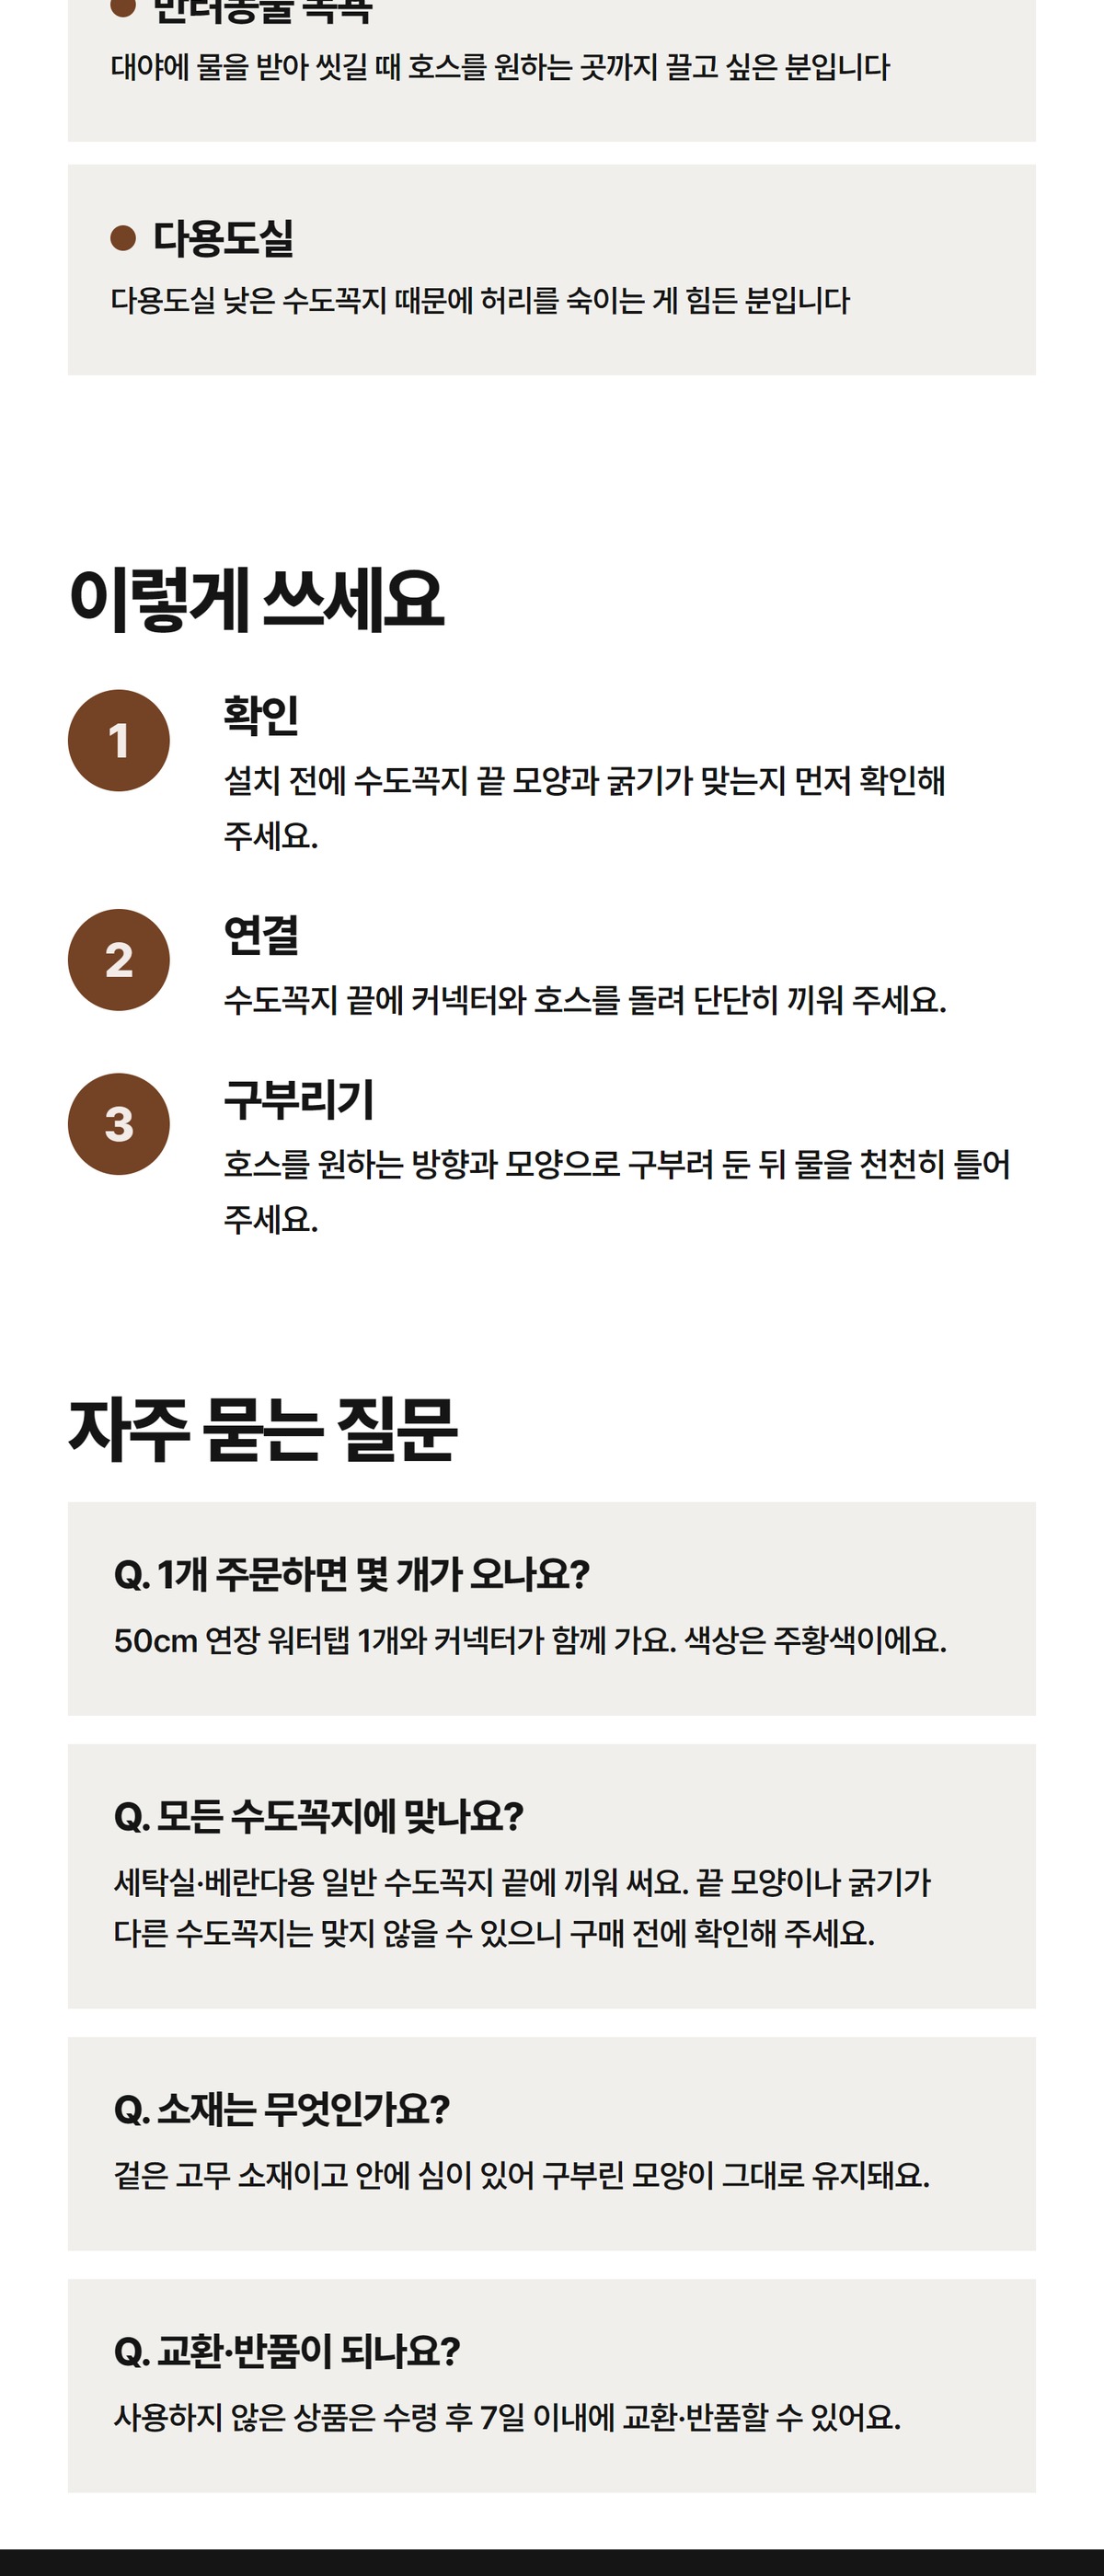 반려동물 목욕
대야에 물을 받아 씻길 때 호스를 원하는 곳까지 끌고 싶은 분입니다
다용도실
다용도실 낮은 수도꼭지 때문에 허리를 숙이는 게 힘든 분입니다
이렇게 쓰세요
1
확인
설치 전에 수도꼭지 끝 모양과 굵기가 맞는지 먼저 확인해
주세요.
2
연결
수도꼭지 끝에 커넥터와 호스를 돌려 단단히 끼워 주세요.
3
구부리기
호스를 원하는 방향과 모양으로 구부려 둔 뒤 물을 천천히 틀어
주세요.
자주 묻는 질문
Q. 1개 주문하면 몇 개가 오나요?
50cm 연장 워터탭 1개와 커넥터가 함께 가요. 색상은 주황색이에요.
Q. 모든 수도꼭지에 맞나요?
세탁실·베란다용 일반 수도꼭지 끝에 끼워 써요. 끝 모양이나 굵기가
다른 수도꼭지는 맞지 않을 수 있으니 구매 전에 확인해 주세요.
Q. 소재는 무엇인가요?
겉은 고무 소재이고 안에 심이 있어 구부린 모양이 그대로 유지돼요.
Q. 교환·반품이 되나요?
사용하지 않은 상품은 수령 후 7일 이내에 교환·반품할 수 있어요.